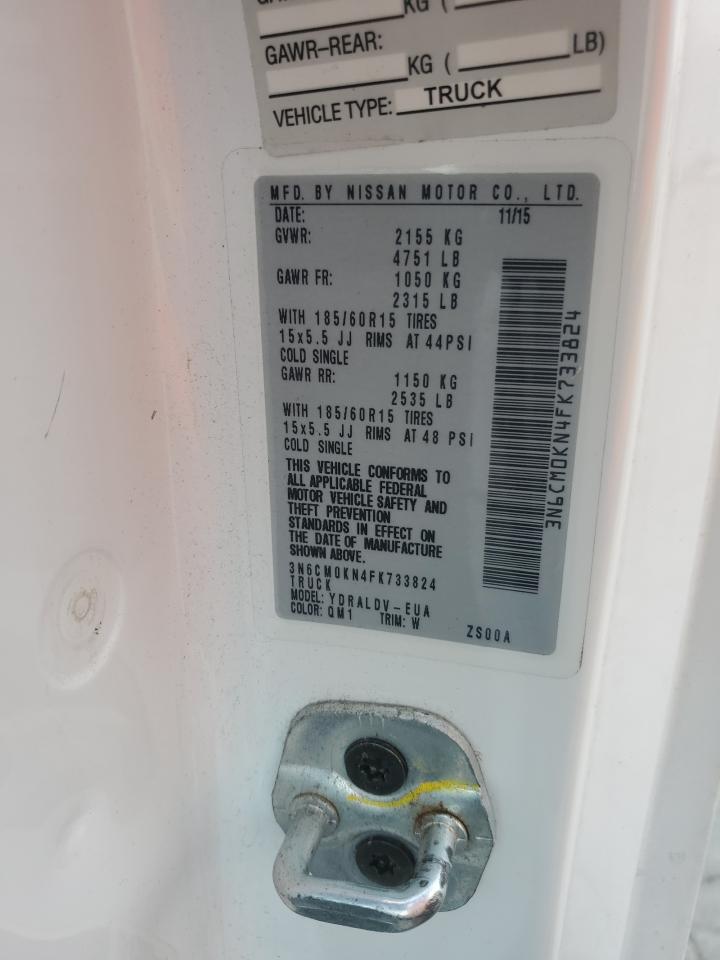 KG (
GAWR-REAR:
KG ( LB)
VEHICLE TYPE: TRUCK
MFD. BY NISSAN MOTOR CO., LTD.
DATE: 11/15
GVWR: 2155 KG
4751 LB
GAWR FR: 1050 KG
2315 LB
WITH 185/60R15 TIRES
15x5.5 JJ RIMS AT 44PSI
COLD SINGLE
GAWR RR: 1150 KG
2535 LB
WITH 185/60R15 TIRES
15x5.5 JJ RIMS AT 48 PSI
COLD SINGLE
THIS VEHICLE CONFORMS TO
ALL APPLICABLE FEDERAL
MOTOR VEHICLE SAFETY AND
THEFT PREVENTION
STANDARDS IN EFFECT ON
THE DATE OF MANUFACTURE
SHOWN ABOVE.
3N6CM0KN4FK733824
TRUCK
MODEL: YDRALDV-EUA
COLOR: QM1 TRIM: W ZS00A
3N6CM0KN4FK733824